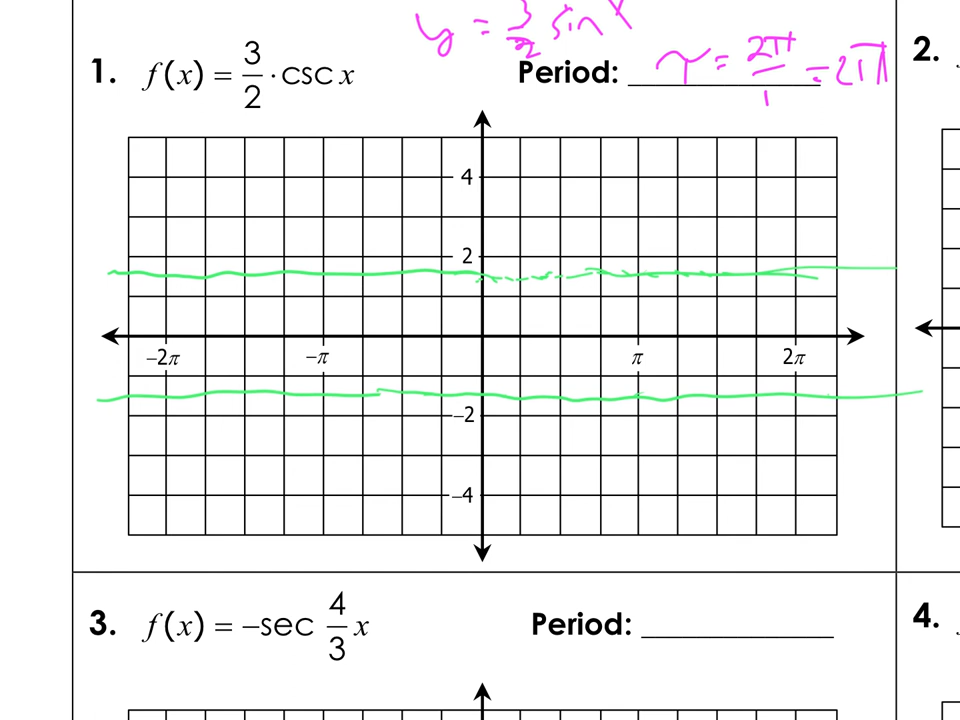 y = 3/2 sin x
1. f(x) = 3/2 · csc x Period: T = 2π/1 = 2π
2.
4
2
−2π −π π 2π
−2
−4
3. f(x) = −sec 4/3 x Period: ____________
4.